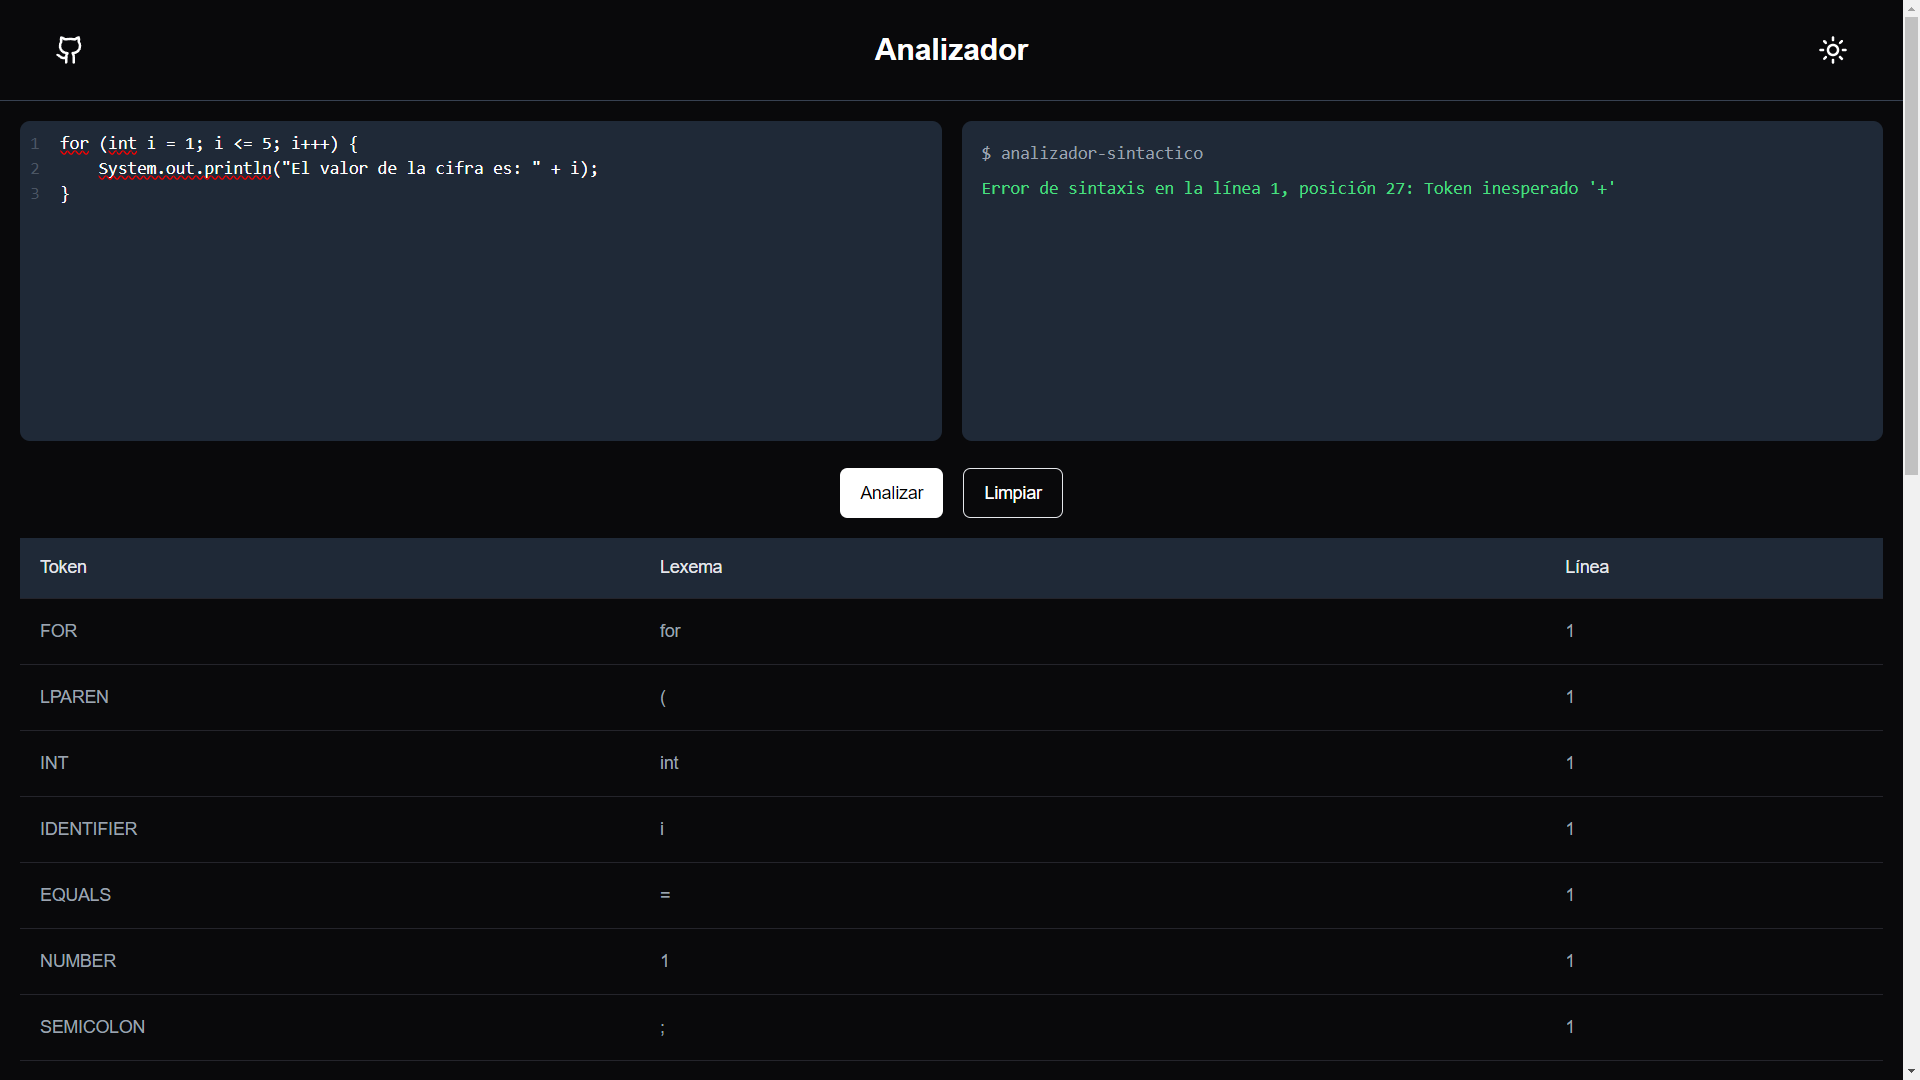 Analizador
1 for (int i = 1; i <= 5; i+++) {
2 System.out.println("El valor de la cifra es: " + i);
3 }
$ analizador-sintactico
Error de sintaxis en la línea 1, posición 27: Token inesperado '+'
Analizar Limpiar
Token Lexema Línea
FOR for 1
LPAREN ( 1
INT int 1
IDENTIFIER i 1
EQUALS = 1
NUMBER 1 1
SEMICOLON ; 1